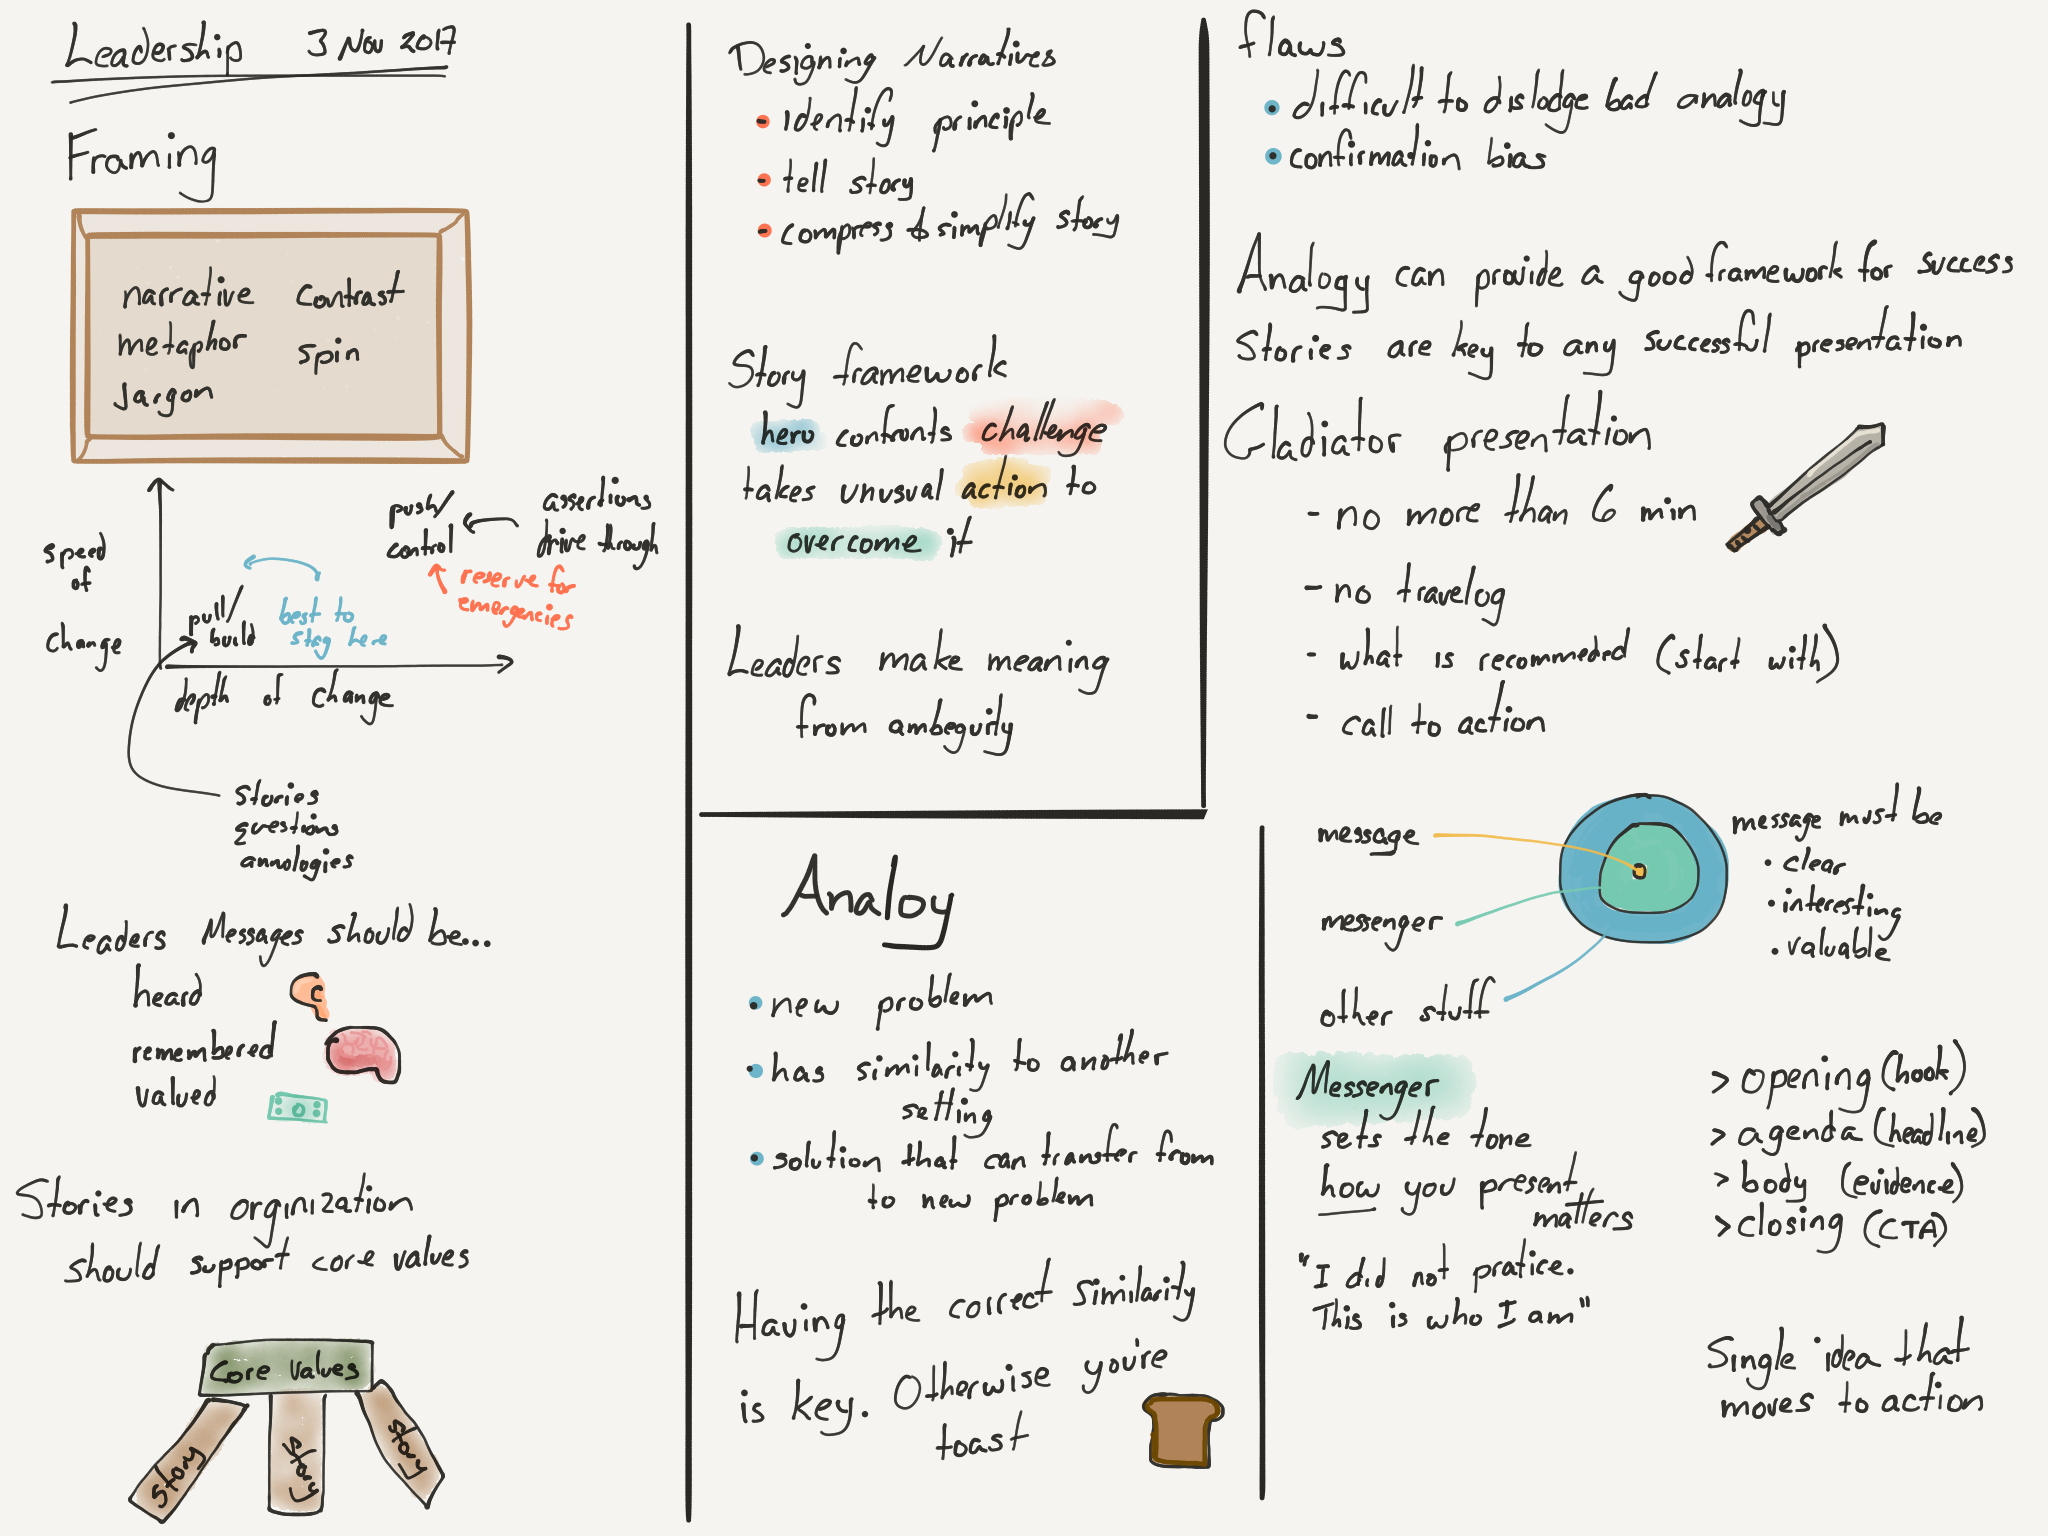 Leadership 3 Nov 2017
Framing
narrative contrast
metaphor spin
Jargon
speed
of
change
push/
control
assertions
drive through
reserve for
emergencies
pull/
build
best to
stay here
depth of change
stories
questions
annologies
Leaders Messages should be...
heard
remembered
valued
Stories in orginization
should support core values
Core Values
story
story
story
Designing Narratives
identify principle
tell story
compress & simplify story
Story framework
hero confronts challenge
takes unusual action to
overcome it
Leaders make meaning
from ambeguity
Analoy
new problem
has similarity to another
setting
solution that can transfer from
to new problem
Having the correct similarity
is key. Otherwise you're
toast
flaws
difficult to dislodge bad analogy
confirmation bias
Analogy can provide a good framework for success
Stories are key to any successful presentation
Gladiator presentation
- no more than 6 min
- no travelog
- what is recommeded (start with)
- call to action
message
messenger
other stuff
message must be
• clear
• interesting
• valuable
Messenger
sets the tone
how you present
matters
"I did not pratice.
This is who I am"
> opening (hook)
> agenda (headline)
> body (evidence)
> closing (CTA)
Single idea that
moves to action